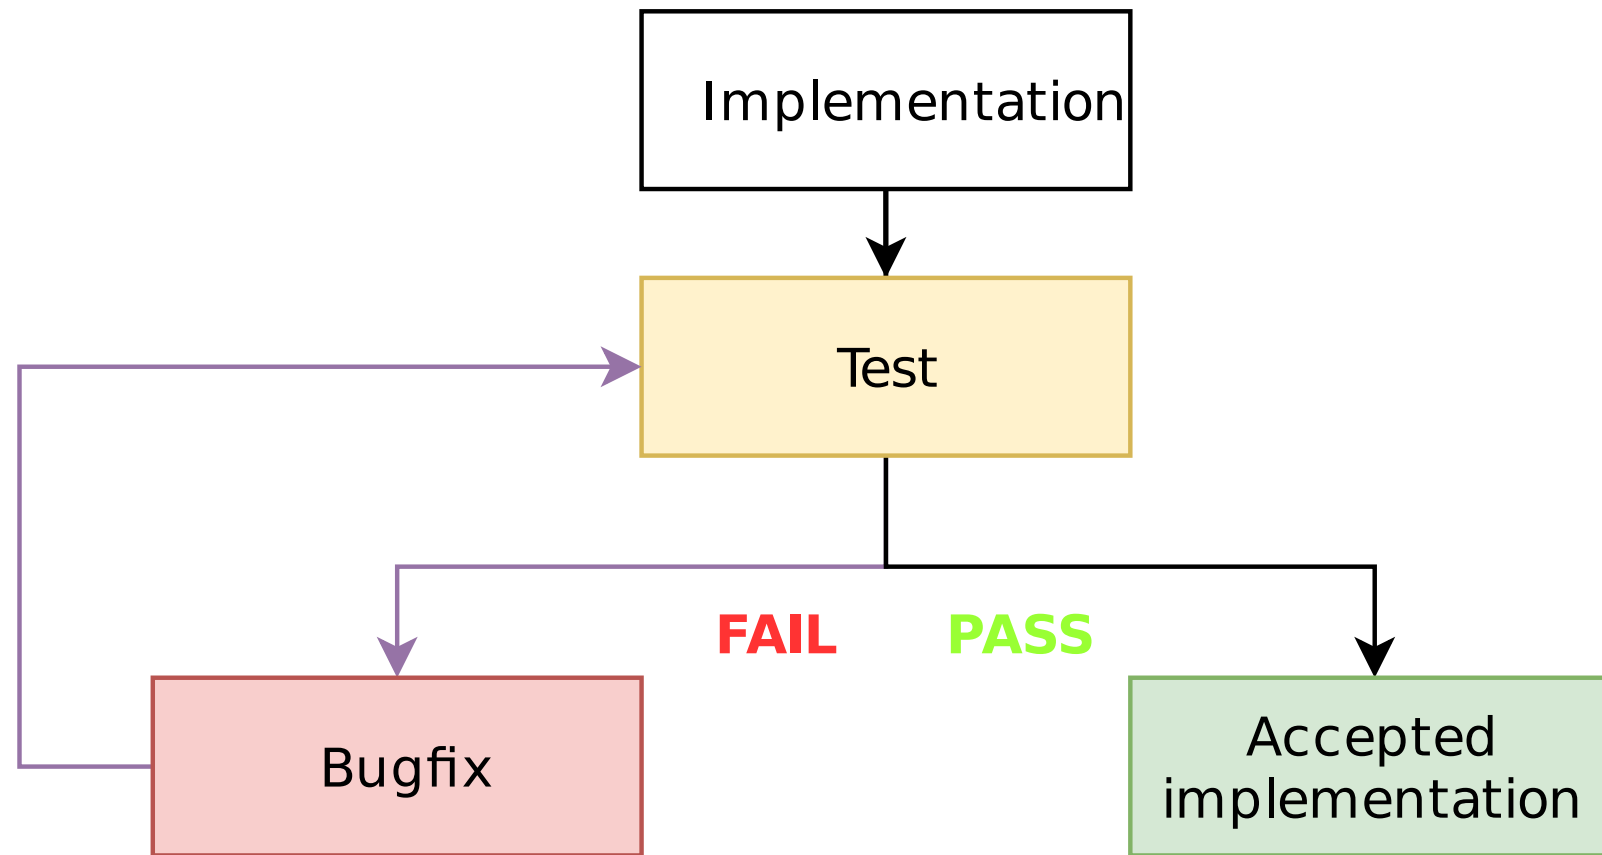 Implementation
Test
FAIL
PASS
Bugfix
Accepted
implementation